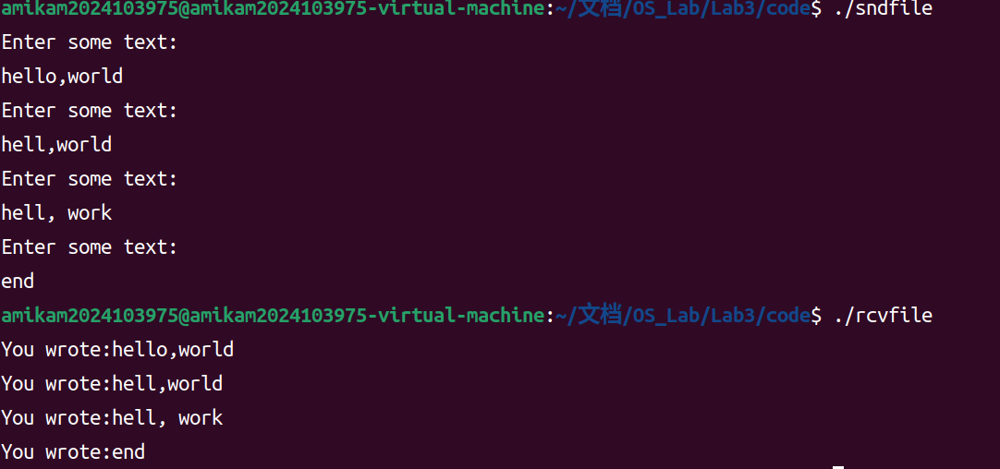 amikam2024103975@amikam2024103975-virtual-machine:~/文档/OS_Lab/Lab3/code$ ./sndfile
Enter some text:
hello,world
Enter some text:
hell,world
Enter some text:
hell, work
Enter some text:
end
amikam2024103975@amikam2024103975-virtual-machine:~/文档/OS_Lab/Lab3/code$ ./rcvfile
You wrote:hello,world
You wrote:hell,world
You wrote:hell, work
You wrote:end